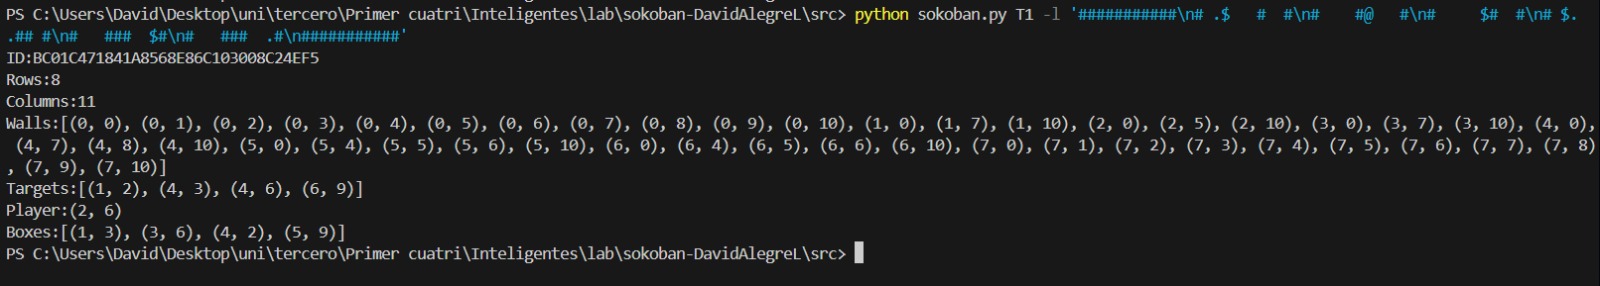 PS C:\Users\David\Desktop\uni\tercero\Primer cuatri\Inteligentes\lab\sokoban-DavidAlegreL\src> python sokoban.py T1 -l '###########\n# .$   #  #\n#    #@   #\n#     $#  #\n# $.
.## #\n#   ###  $#\n#   ###  .#\n###########'
ID:BC01C471841A8568E86C103008C24EF5
Rows:8
Columns:11
Walls:[(0, 0), (0, 1), (0, 2), (0, 3), (0, 4), (0, 5), (0, 6), (0, 7), (0, 8), (0, 9), (0, 10), (1, 0), (1, 7), (1, 10), (2, 0), (2, 5), (2, 10), (3, 0), (3, 7), (3, 10), (4, 0),
(4, 7), (4, 8), (4, 10), (5, 0), (5, 4), (5, 5), (5, 6), (5, 10), (6, 0), (6, 4), (6, 5), (6, 6), (6, 10), (7, 0), (7, 1), (7, 2), (7, 3), (7, 4), (7, 5), (7, 6), (7, 7), (7, 8)
, (7, 9), (7, 10)]
Targets:[(1, 2), (4, 3), (4, 6), (6, 9)]
Player:(2, 6)
Boxes:[(1, 3), (3, 6), (4, 2), (5, 9)]
PS C:\Users\David\Desktop\uni\tercero\Primer cuatri\Inteligentes\lab\sokoban-DavidAlegreL\src>